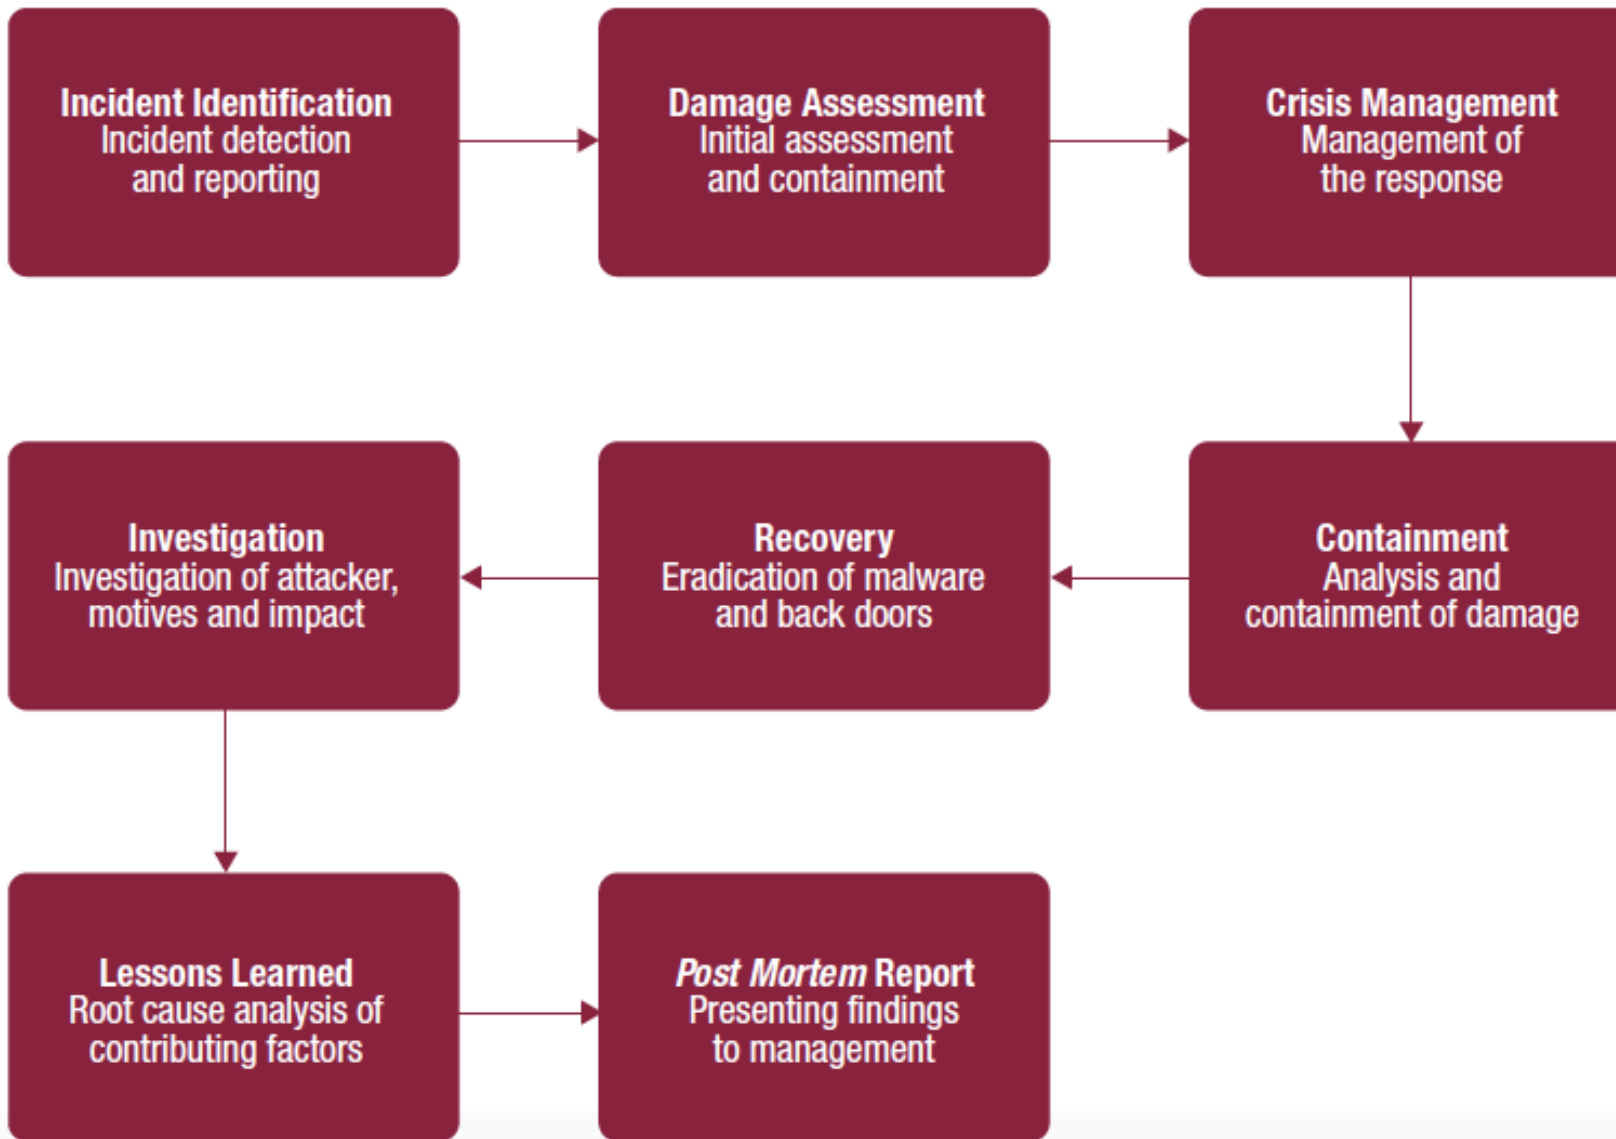 Incident Identification
Incident detection
and reporting
Damage Assessment
Initial assessment
and containment
Crisis Management
Management of
the response
Containment
Analysis and
containment of damage
Recovery
Eradication of malware
and back doors
Investigation
Investigation of attacker,
motives and impact
Lessons Learned
Root cause analysis of
contributing factors
Post Mortem Report
Presenting findings
to management